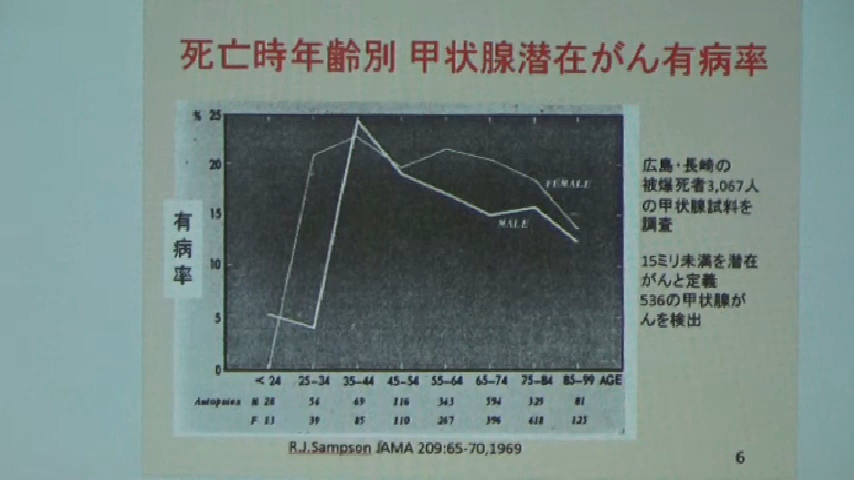 死亡時年齢別 甲状腺潜在がん有病率
% 25
20
15
10
5
0
有病率
FEMALE
MALE
< 24 25-34 35-44 45-54 55-64 65-74 75-84 85-99 AGE
Autopsies M 28 54 69 116 343 594 329 81
F 13 39 85 110 267 396 418 125
広島・長崎の
被爆死者3,067人
の甲状腺試料を
調査
15ミリ未満を潜在
がんと定義
536の甲状腺が
んを検出
R.J.Sampson JAMA 209:65-70,1969
6